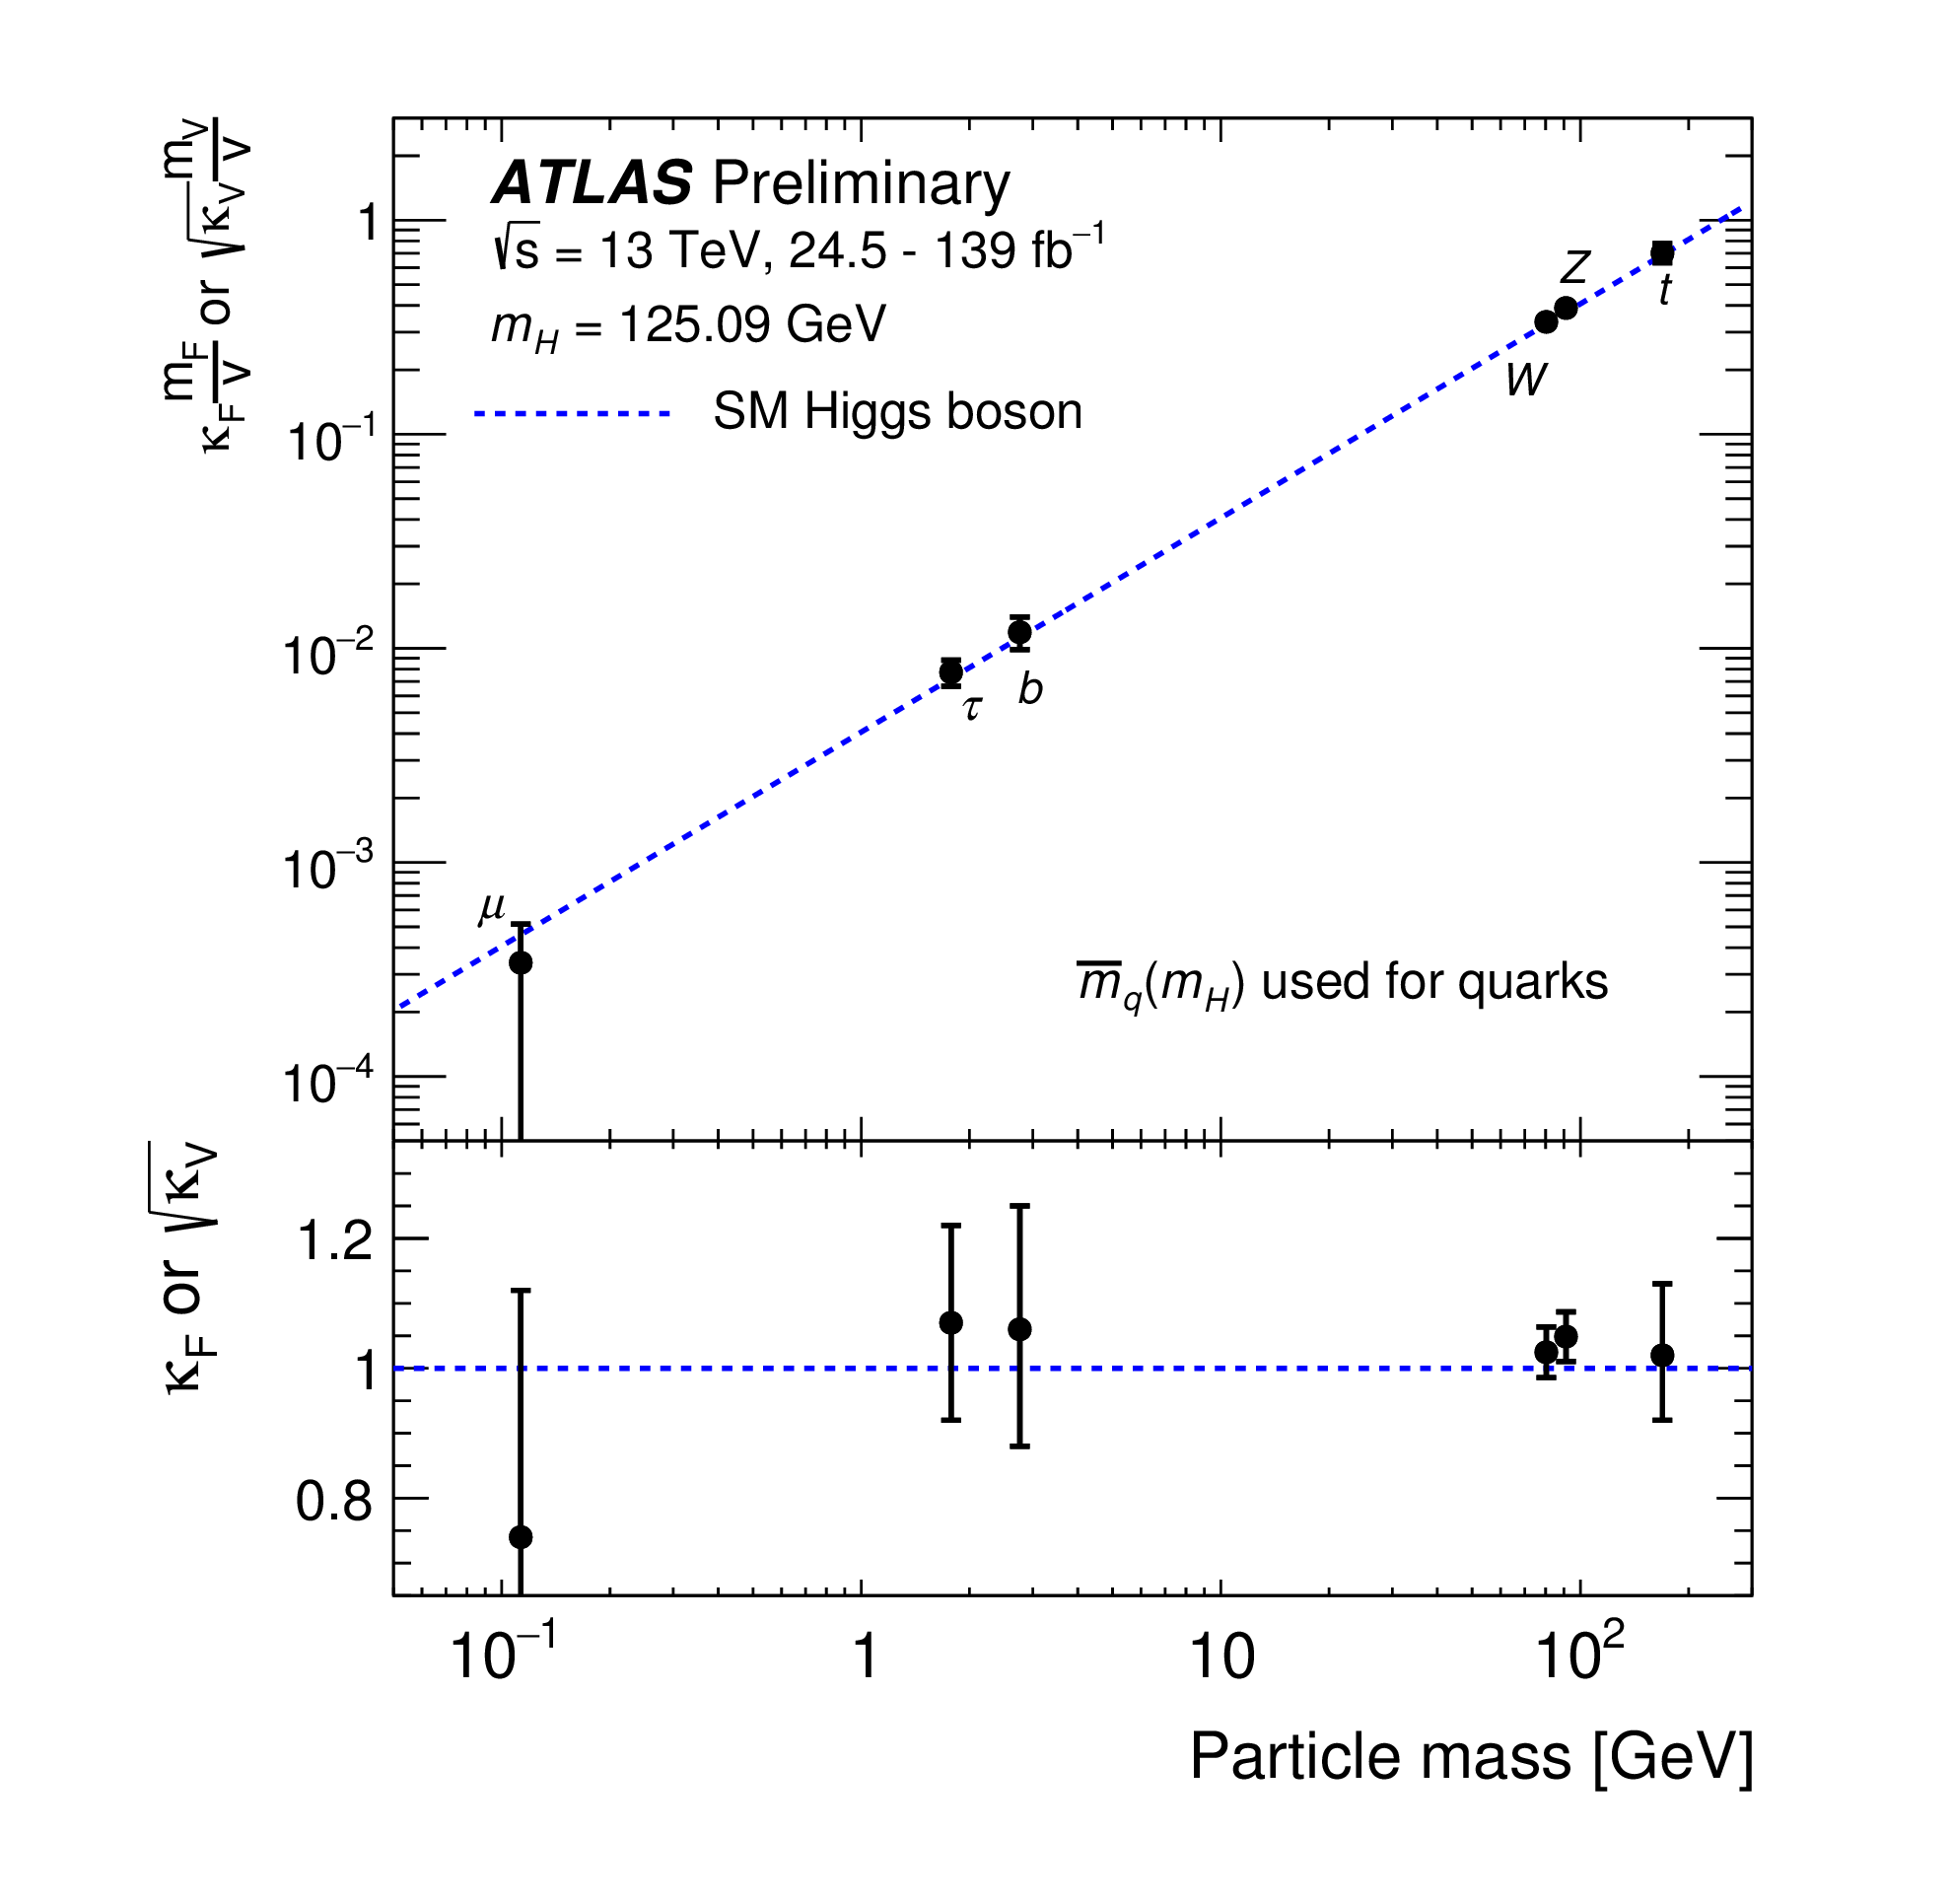 ATLAS Preliminary
√s = 13 TeV, 24.5 - 139 fb⁻¹
m_H = 125.09 GeV
SM Higgs boson
κ_F m_F/v or √κ_V m_V/v
1
10⁻¹
10⁻²
10⁻³
10⁻⁴
Z
t
W
b
τ
μ
m̅_q(m_H) used for quarks
κ_F or √κ_V
1.2
1
0.8
10⁻¹ 1 10 10²
Particle mass [GeV]